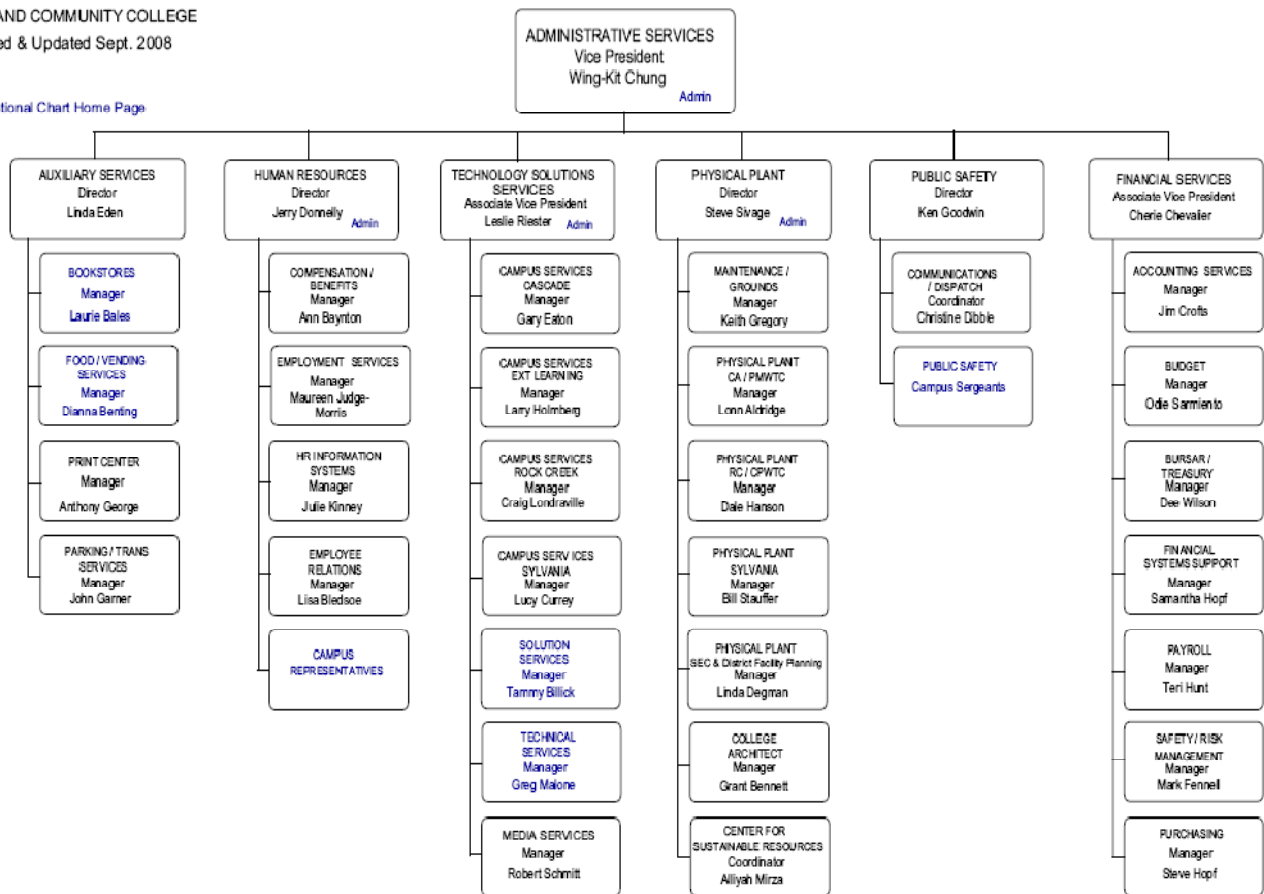 AND COMMUNITY COLLEGE
ed & Updated Sept. 2008
tional Chart Home Page
ADMINISTRATIVE SERVICES
Vice President
Wing-Kit Chung
Admin
AUXILIARY SERVICES
Director
Linda Eden
BOOKSTORES
Manager
Laurie Bales
FOOD / VENDING
SERVICES
Manager
Dianna Benting
PRINT CENTER
Manager
Anthony George
PARKING / TRANS
SERVICES
Manager
John Garner
HUMAN RESOURCES
Director
Jerry Donnelly
Admin
COMPENSATION /
BENEFITS
Manager
Ann Baynton
EMPLOYMENT SERVICES
Manager
Maureen Judge-
Morris
HR INFORMATION
SYSTEMS
Manager
Julie Kinney
EMPLOYEE
RELATIONS
Manager
Lisa Bledsoe
CAMPUS
REPRESENTATIVES
TECHNOLOGY SOLUTIONS
SERVICES
Associate Vice President
Leslie Riester
Admin
CAMPUS SERVICES
CASCADE
Manager
Gary Eaton
CAMPUS SERVICES
EXT LEARNING
Manager
Larry Holmberg
CAMPUS SERVICES
ROCK CREEK
Manager
Craig Londraville
CAMPUS SERVICES
SYLVANIA
Manager
Lucy Currey
SOLUTION
SERVICES
Manager
Tammy Billick
TECHNICAL
SERVICES
Manager
Greg Malone
MEDIA SERVICES
Manager
Robert Schmitt
PHYSICAL PLANT
Director
Steve Sivage
Admin
MAINTENANCE /
GROUNDS
Manager
Keith Gregory
PHYSICAL PLANT
CA / PMWTC
Manager
Lonn Aldridge
PHYSICAL PLANT
RC / CPWTC
Manager
Dale Hanson
PHYSICAL PLANT
SYLVANIA
Manager
Bill Stauffer
PHYSICAL PLANT
SEC & District Facility Planning
Manager
Linda Degman
COLLEGE
ARCHITECT
Manager
Grant Bennett
CENTER FOR
SUSTAINABLE RESOURCES
Coordinator
Alliyah Mirza
PUBLIC SAFETY
Director
Ken Goodwin
COMMUNICATIONS
/ DISPATCH
Coordinator
Christine Dibble
PUBLIC SAFETY
Campus Sergeants
FINANCIAL SERVICES
Associate Vice President
Cherie Chevalier
ACCOUNTING SERVICES
Manager
Jim Crofts
BUDGET
Manager
Odie Sarmiento
BURSAR /
TREASURY
Manager
Dee Wilson
FINANCIAL
SYSTEMS SUPPORT
Manager
Samantha Hopf
PAYROLL
Manager
Teri Hunt
SAFETY / RISK
MANAGEMENT
Manager
Mark Fennell
PURCHASING
Manager
Steve Hopf